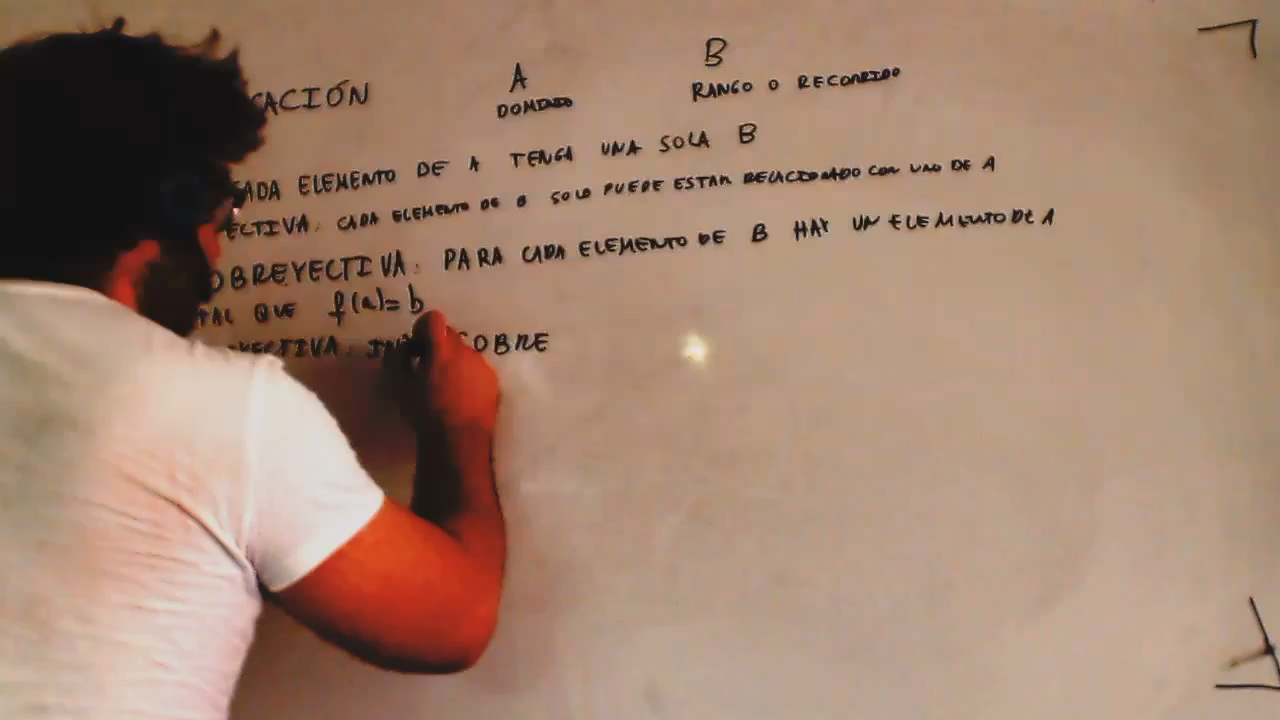 CACIÓN A B
DOMINIO RANGO O RECORRIDO
CADA ELEMENTO DE A TENGA UNA SOLA B
ECTIVA: CADA ELEMENTO DE B SOLO PUEDE ESTAR RELACIONADO CON UNO DE A
OBREYECTIVA: PARA CADA ELEMENTO DE B HAY UN ELEMENTO DE A
TAL QUE f(a)=b
YECTIVA: SOBRE